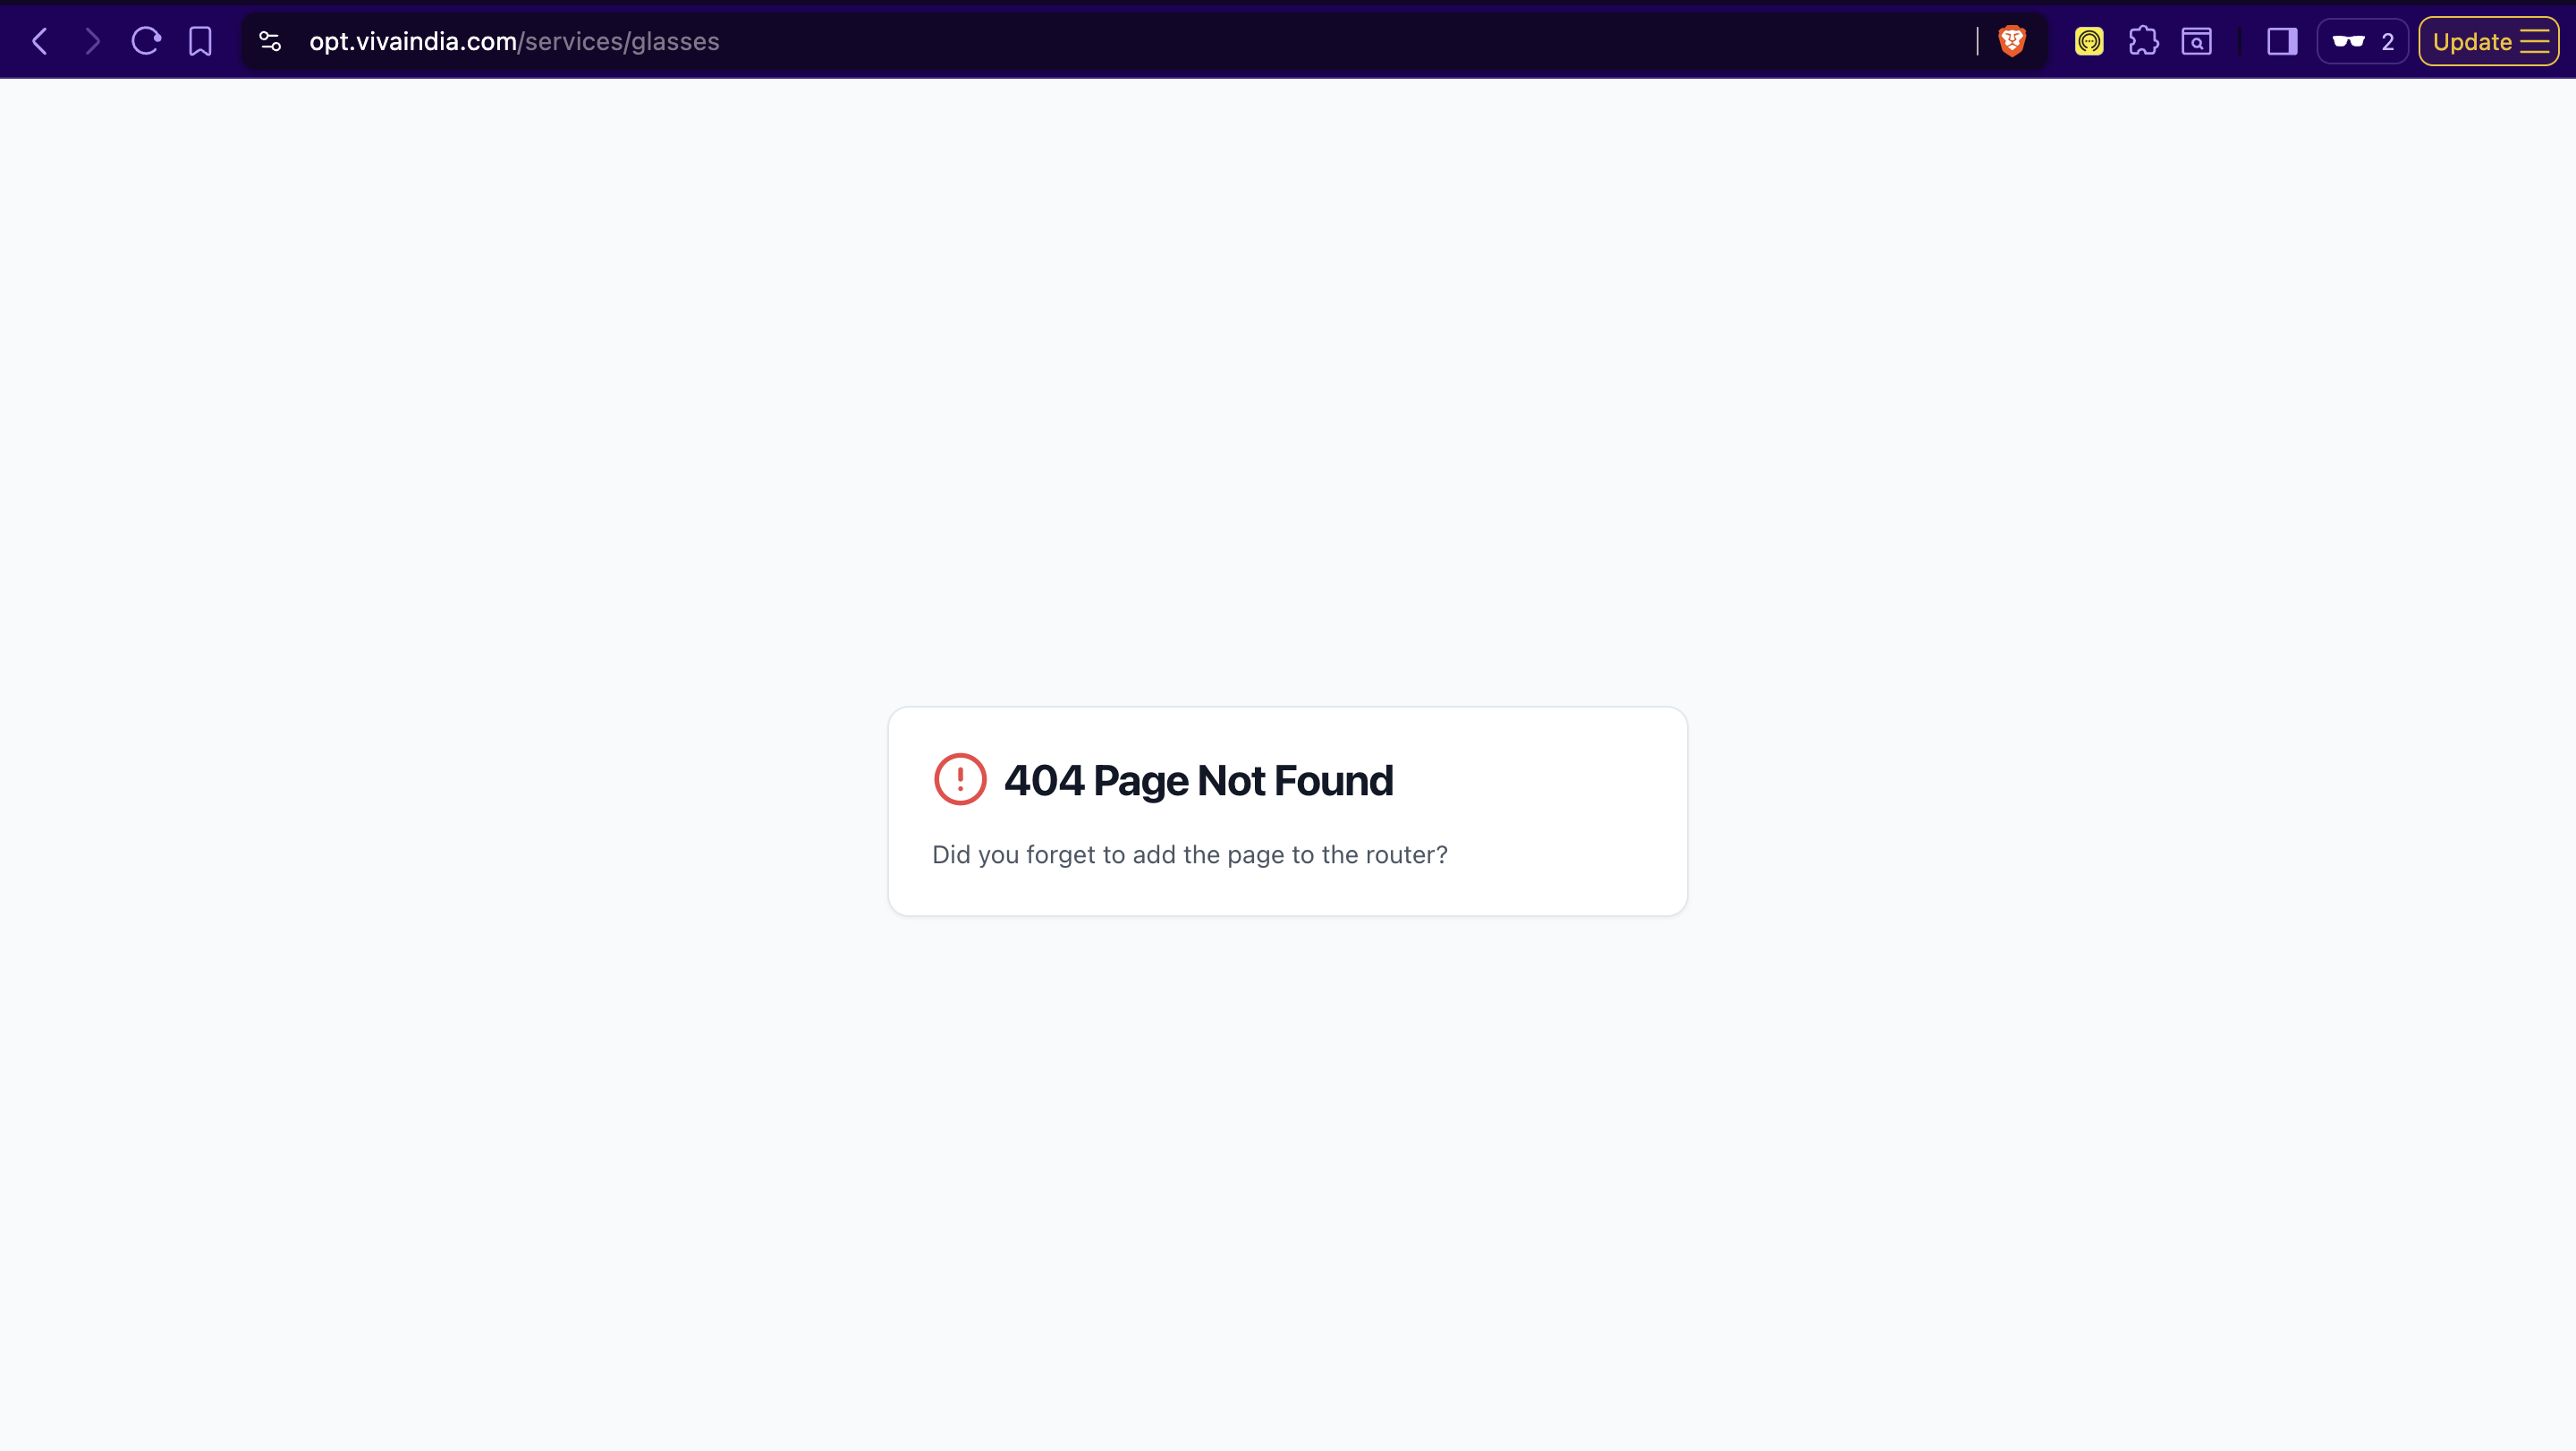 opt.vivaindia.com/services/glasses
2
Update
404 Page Not Found
Did you forget to add the page to the router?